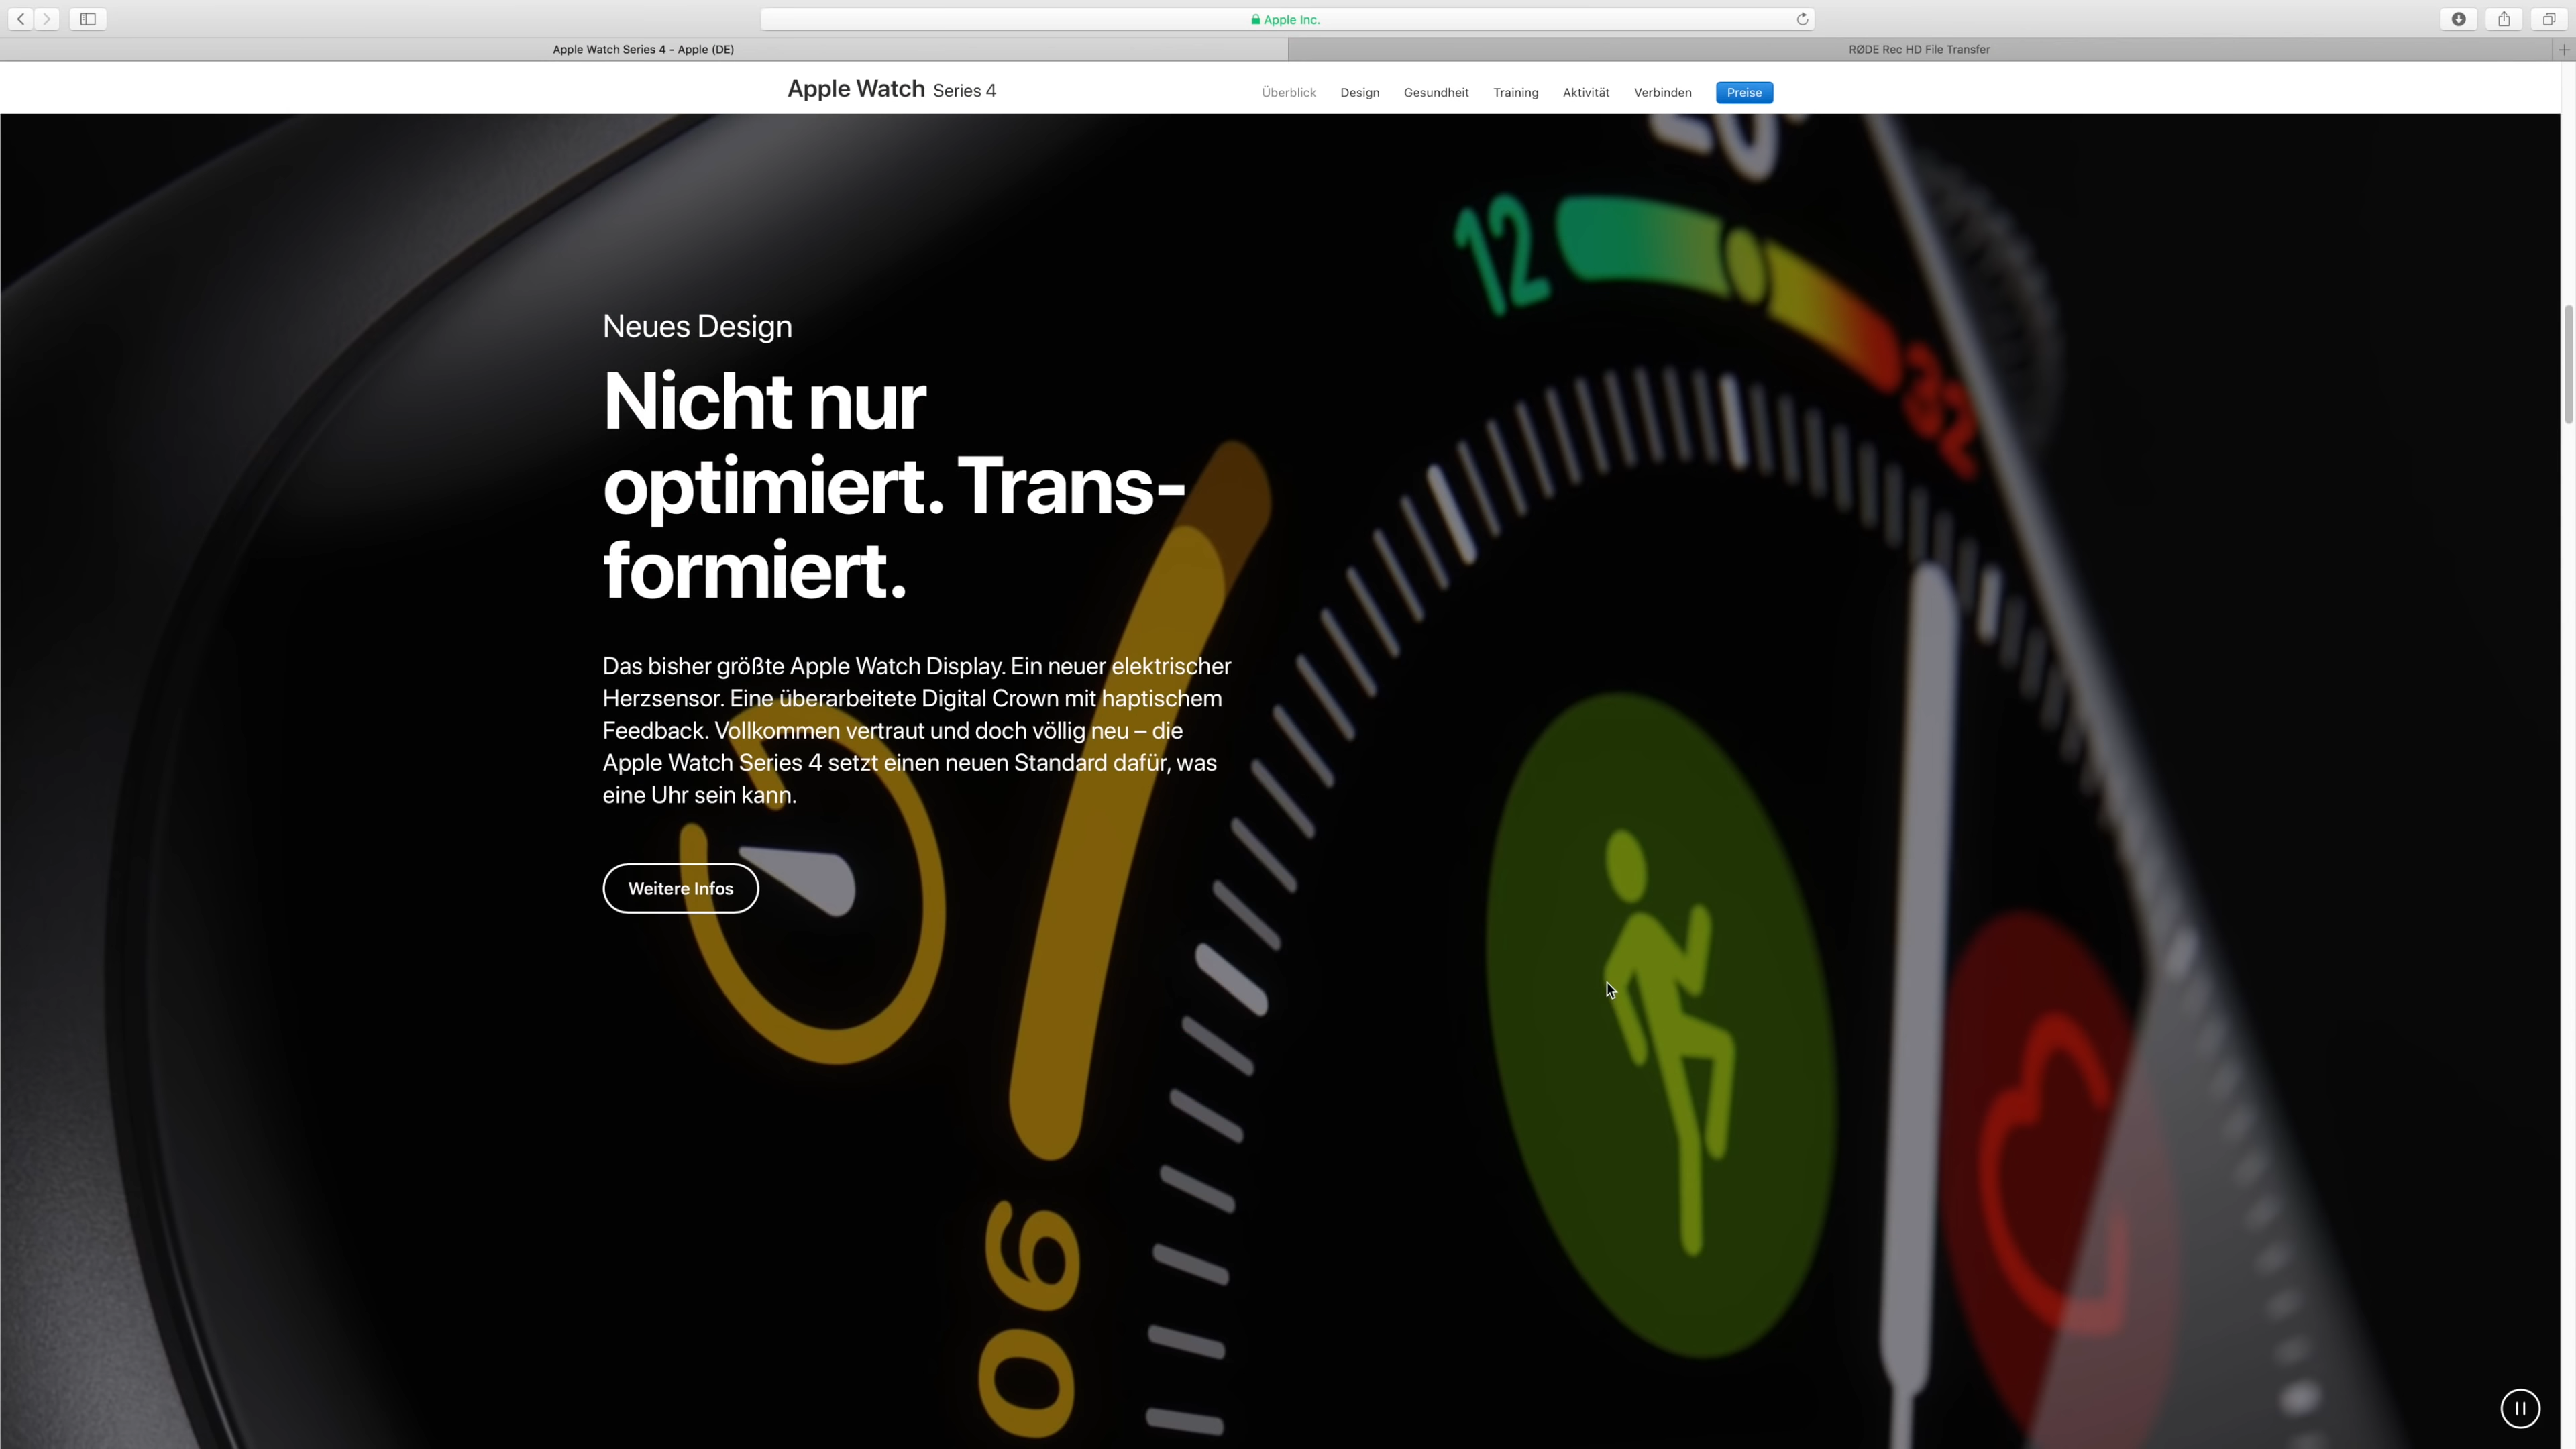 Apple Inc.
Apple Watch Series 4 - Apple (DE)
RØDE Rec HD File Transfer
Apple Watch Series 4
Überblick
Design
Gesundheit
Training
Aktivität
Verbinden
Preise
12
32
Neues Design
Nicht nur
optimiert. Trans-
formiert.
Das bisher größte Apple Watch Display. Ein neuer elektrischer
Herzsensor. Eine überarbeitete Digital Crown mit haptischem
Feedback. Vollkommen vertraut und doch völlig neu – die
Apple Watch Series 4 setzt einen neuen Standard dafür, was
eine Uhr sein kann.
Weitere Infos